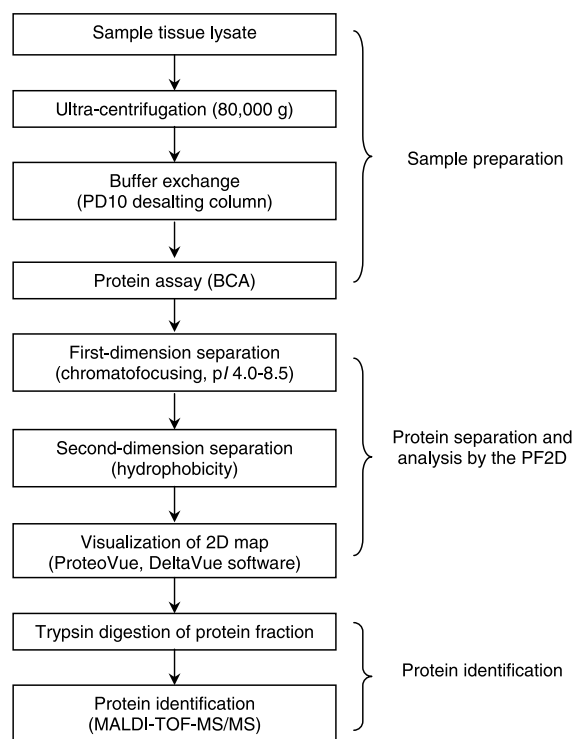 Sample tissue lysate
Ultra-centrifugation (80,000 g)
Buffer exchange
(PD10 desalting column)
Protein assay (BCA)
Sample preparation
First-dimension separation
(chromatofocusing, pI 4.0-8.5)
Second-dimension separation
(hydrophobicity)
Visualization of 2D map
(ProteoVue, DeltaVue software)
Protein separation and
analysis by the PF2D
Trypsin digestion of protein fraction
Protein identification
(MALDI-TOF-MS/MS)
Protein identification